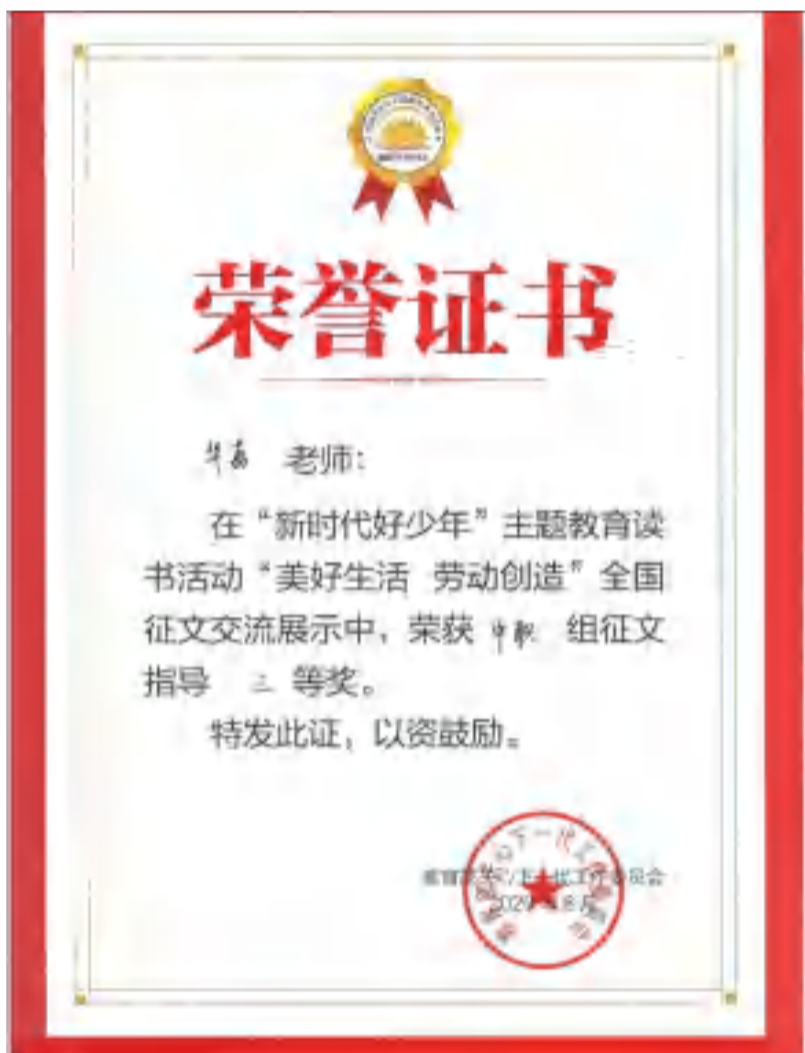 荣誉证书
老师:
在“新时代好少年”主题教育读
书活动“美好生活 劳动创造”全国
征文交流展示中,荣获 中职 组征文
指导 三 等奖。
特发此证,以资鼓励。